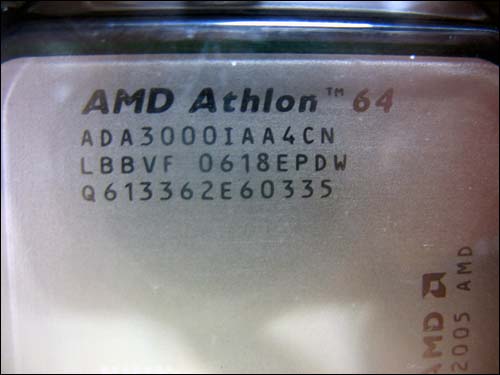 AMD Athlon™ 64
ADA3000IAA4CN
LBBVF 0618EPDW
Q613362E60335
AMD
2005 AMD